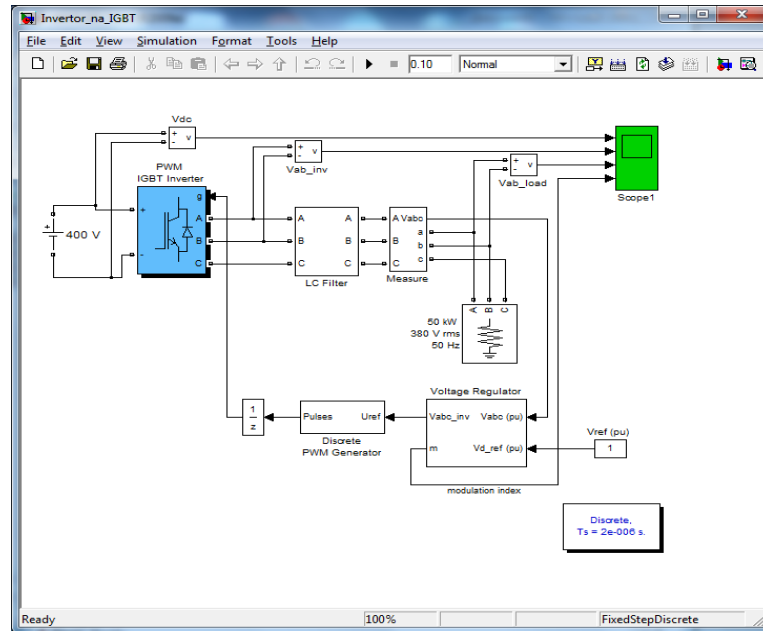 Invertor_na_IGBT
File Edit View Simulation Format Tools Help
0.10 Normal
Vdc
v
Vab_inv
v
Vab_load
v
Scope1
PWM
IGBT Inverter
g
A
B
C
400 V
A A
B B
C C
LC Filter
A Vabc
a
B b
C c
Measure
A B C
50 kW
380 V rms
50 Hz
Voltage Regulator
Vabc_inv Vabc (pu)
m Vd_ref (pu)
modulation index
Vref (pu)
1
Pulses Uref
Discrete
PWM Generator
1
z
Discrete,
Ts = 2e-006 s.
Ready 100% FixedStepDiscrete